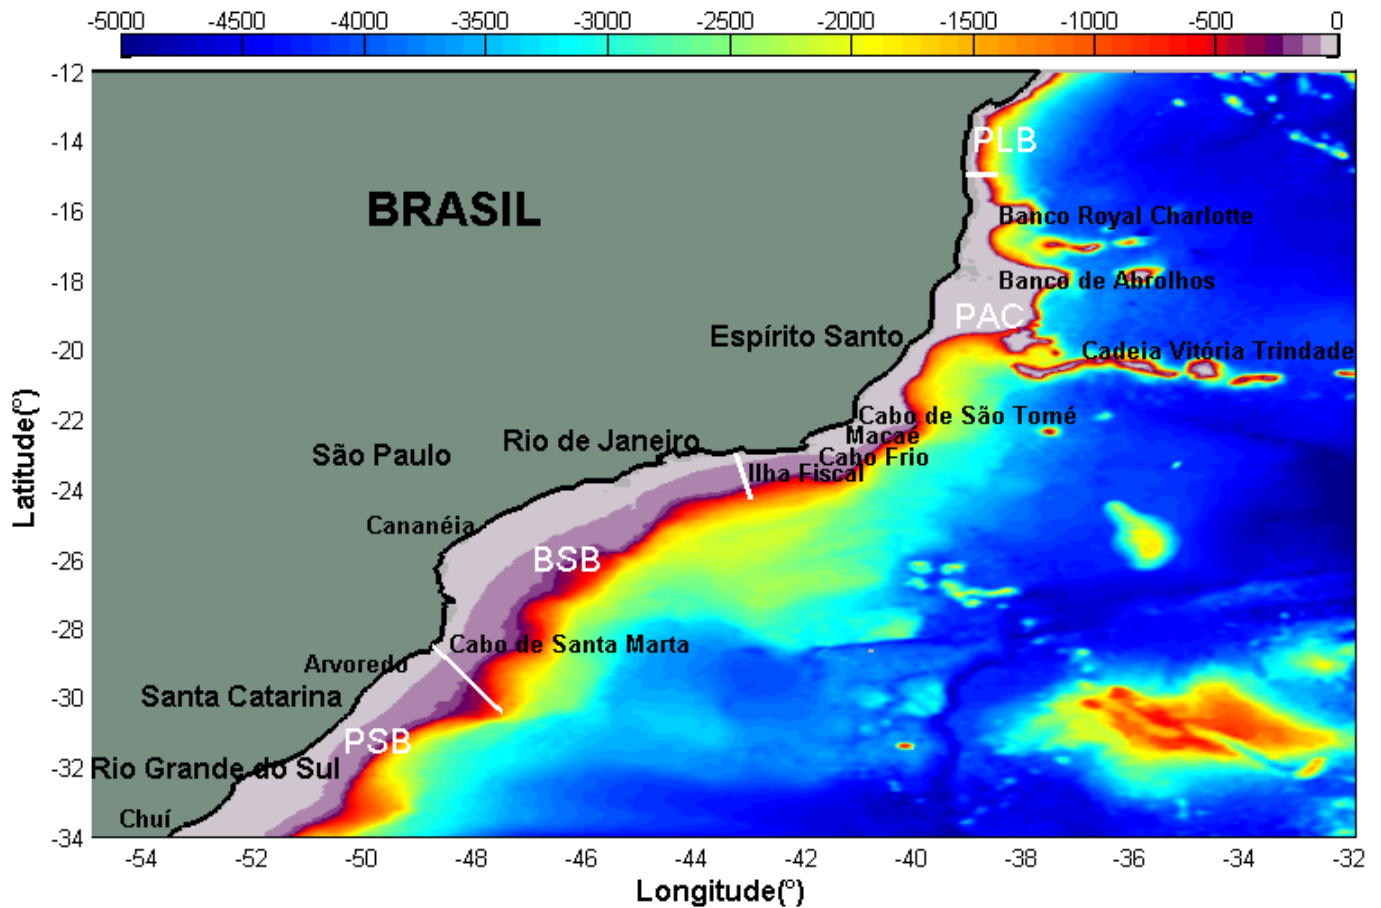 -5000 -4500 -4000 -3500 -3000 -2500 -2000 -1500 -1000 -500 0
-12
-14
PLB
BRASIL
-16
Banco Royal Charlotte
-18
Banco de Abrolhos
PAC
Espírito Santo
-20
Cadeia Vitória Trindade
-22
Cabo de São Tomé
Macaé
Rio de Janeiro
São Paulo
Cabo Frio
Ilha Fiscal
-24
Cananéia
BSB
-26
-28
Cabo de Santa Marta
Arvoredo
Santa Catarina
-30
PSB
-32
Rio Grande do Sul
Chuí
-34
-54 -52 -50 -48 -46 -44 -42 -40 -38 -36 -34 -32
Longitude(°)
Latitude(°)